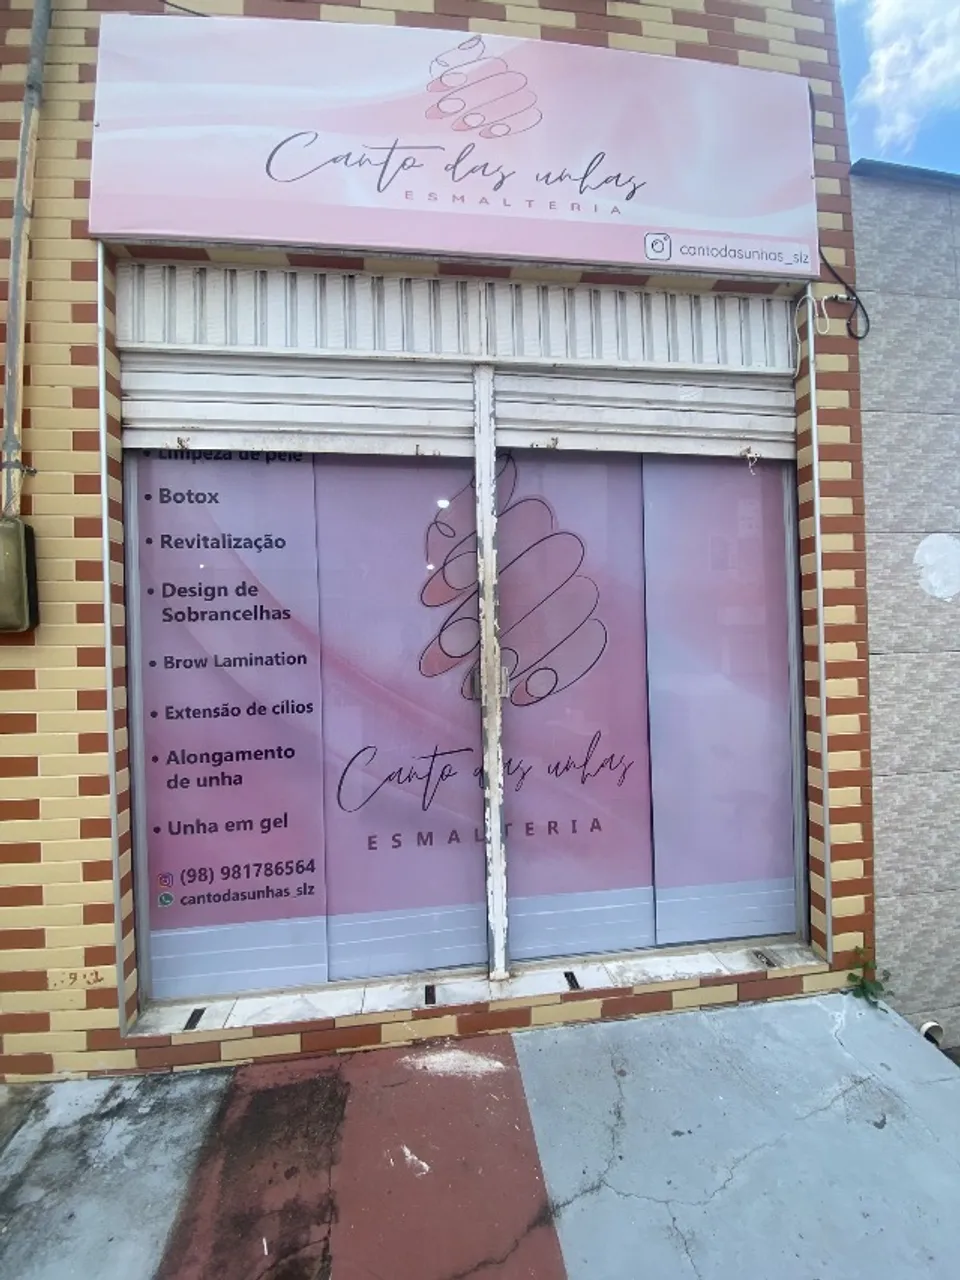 Canto das unhas
ESMALTERIA
cantodasunhas_slz
• Limpeza de pele
• Botox
• Revitalização
• Design de
Sobrancelhas
• Brow Lamination
• Extensão de cílios
• Alongamento
de unha
• Unha em gel
(98) 981786564
cantodasunhas_slz
Canto das unhas
ESMALTERIA